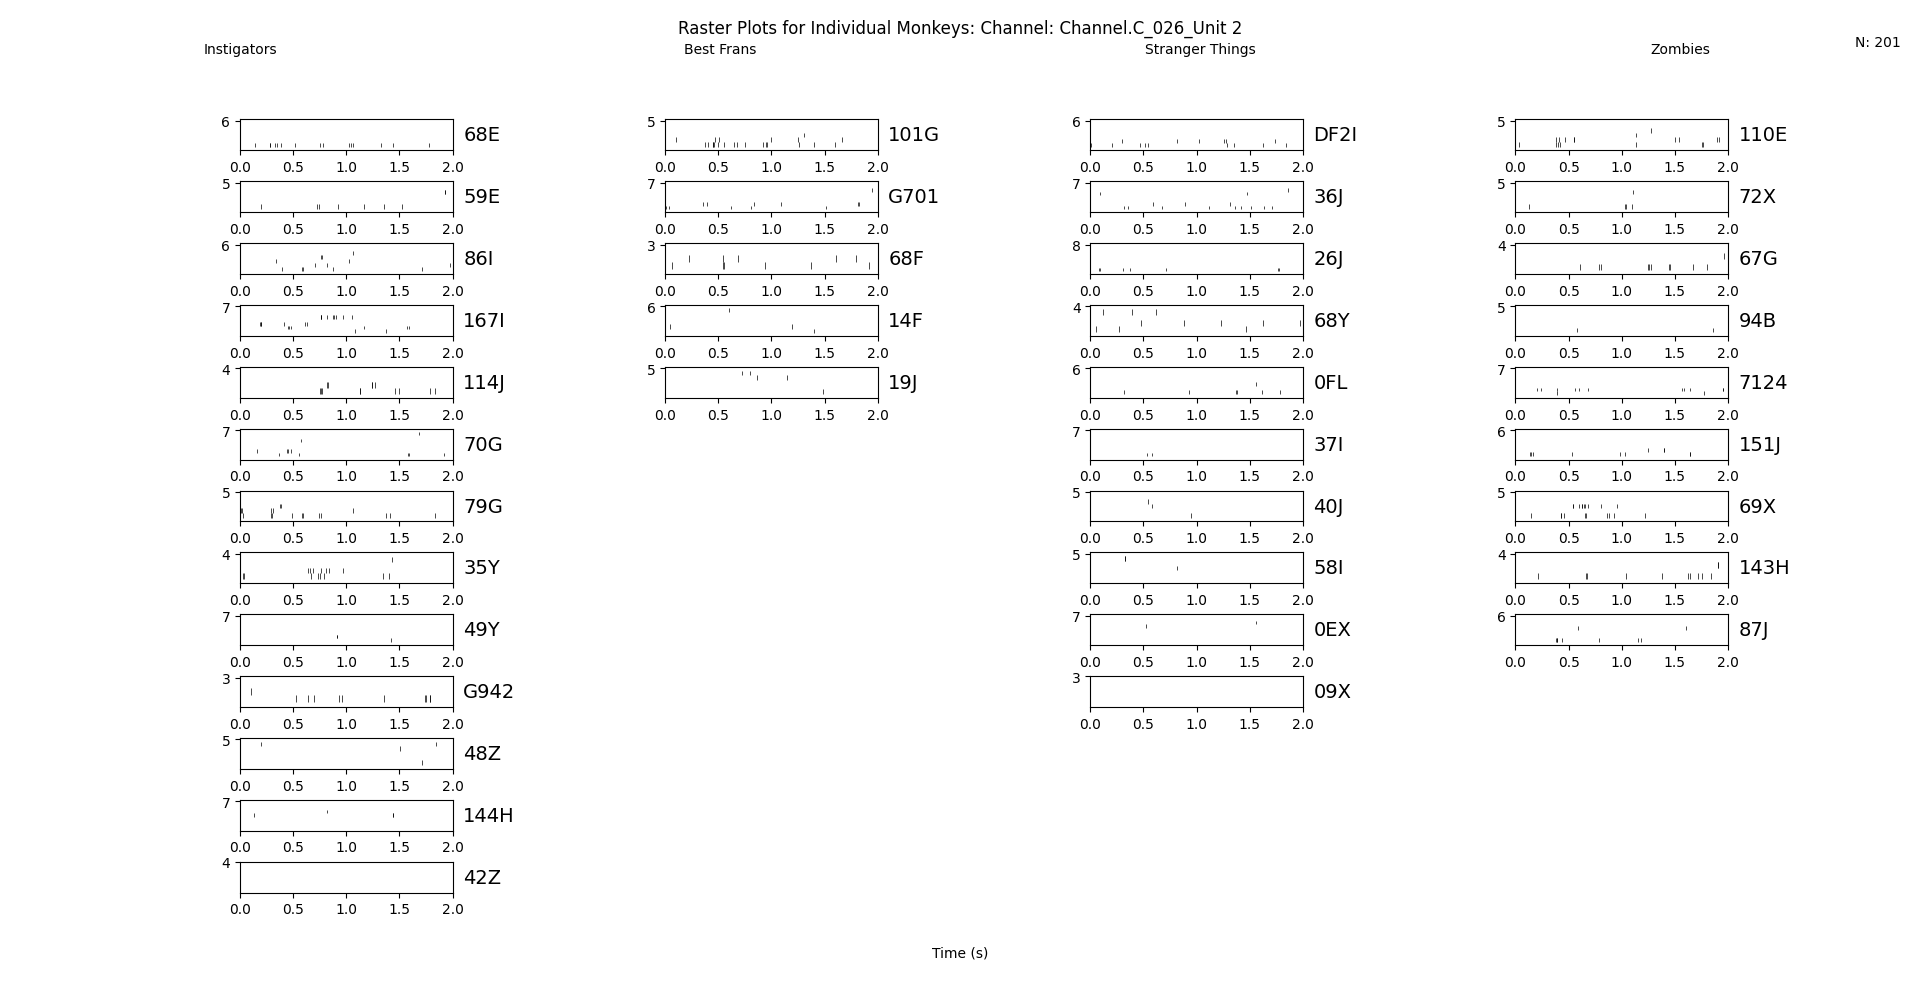 Raster Plots for Individual Monkeys: Channel: Channel.C_026_Unit 2
Instigators Best Frans Stranger Things Zombies N: 201
6 68E 5 101G 6 DF2I 5 110E
0.0 0.5 1.0 1.5 2.0 0.0 0.5 1.0 1.5 2.0 0.0 0.5 1.0 1.5 2.0 0.0 0.5 1.0 1.5 2.0
5 59E 7 G701 7 36J 5 72X
0.0 0.5 1.0 1.5 2.0 0.0 0.5 1.0 1.5 2.0 0.0 0.5 1.0 1.5 2.0 0.0 0.5 1.0 1.5 2.0
6 86I 3 68F 8 26J 4 67G
0.0 0.5 1.0 1.5 2.0 0.0 0.5 1.0 1.5 2.0 0.0 0.5 1.0 1.5 2.0 0.0 0.5 1.0 1.5 2.0
7 167I 6 14F 4 68Y 5 94B
0.0 0.5 1.0 1.5 2.0 0.0 0.5 1.0 1.5 2.0 0.0 0.5 1.0 1.5 2.0 0.0 0.5 1.0 1.5 2.0
4 114J 5 19J 6 0FL 7 7124
0.0 0.5 1.0 1.5 2.0 0.0 0.5 1.0 1.5 2.0 0.0 0.5 1.0 1.5 2.0 0.0 0.5 1.0 1.5 2.0
7 70G 7 37I 6 151J
0.0 0.5 1.0 1.5 2.0 0.0 0.5 1.0 1.5 2.0 0.0 0.5 1.0 1.5 2.0
5 79G 5 40J 5 69X
0.0 0.5 1.0 1.5 2.0 0.0 0.5 1.0 1.5 2.0 0.0 0.5 1.0 1.5 2.0
4 35Y 5 58I 4 143H
0.0 0.5 1.0 1.5 2.0 0.0 0.5 1.0 1.5 2.0 0.0 0.5 1.0 1.5 2.0
7 49Y 7 0EX 6 87J
0.0 0.5 1.0 1.5 2.0 0.0 0.5 1.0 1.5 2.0 0.0 0.5 1.0 1.5 2.0
3 G942 3 09X
0.0 0.5 1.0 1.5 2.0 0.0 0.5 1.0 1.5 2.0
5 48Z
0.0 0.5 1.0 1.5 2.0
7 144H
0.0 0.5 1.0 1.5 2.0
4 42Z
0.0 0.5 1.0 1.5 2.0
Time (s)